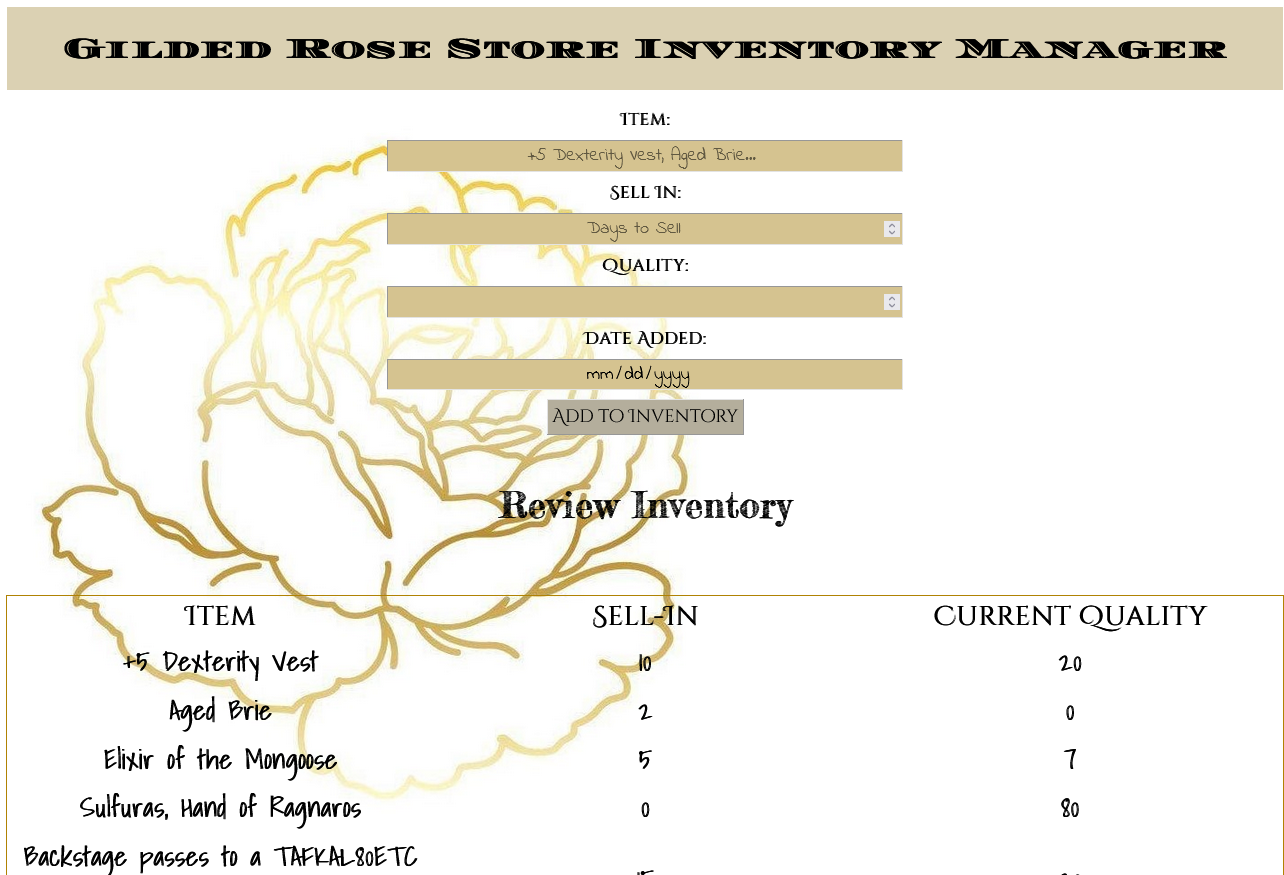 Gilded Rose Store Inventory Manager
Item:
+5 Dexterity Vest, Aged Brie...
Sell In:
Days to Sell
Quality:
Date Added:
mm/dd/yyyy
Add to Inventory
Review Inventory
Item Sell-In Current Quality
+5 Dexterity Vest 10 20
Aged Brie 2 0
Elixir of the Mongoose 5 7
Sulfuras, Hand of Ragnaros 0 80
Backstage passes to a TAFKAL80ETC